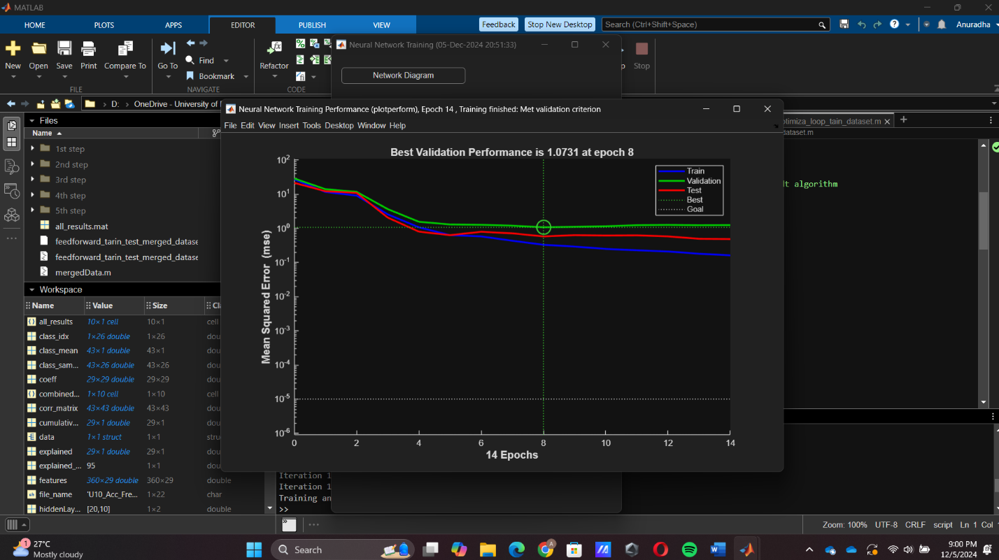 MATLAB
HOME PLOTS APPS EDITOR PUBLISH VIEW Feedback Stop New Desktop Search (Ctrl+Shift+Space) Anuradha
New Open Save Print Compare To Go To Find Bookmark Refactor Stop
FILE NAVIGATE CODE
Neural Network Training (05-Dec-2024 20:51:33)
Network Diagram
D: OneDrive - University of
Neural Network Training Performance (plotperform), Epoch 14 , Training finished: Met validation criterion
File Edit View Insert Tools Desktop Window Help
Files
Name
1st step
2nd step
3rd step
4th step
5th step
all_results.mat
feedforward_tarin_test_merged_datase
feedforward_tarin_test_merged_datase
mergedData.m
ptimiza_loop_tain_dataset.m
dataset.m
lt algorithm
Best Validation Performance is 1.0731 at epoch 8
Train
Validation
Test
Best
Goal
10^2
10^1
10^0
10^-1
10^-2
10^-3
10^-4
10^-5
10^-6
Mean Squared Error (mse)
0 2 4 6 8 10 12 14
14 Epochs
Workspace
Name Value Size Cl
all_results 10×1 cell 10×1 cell
class_idx 1×26 double 1×26 dou
class_mean 43×1 double 43×1 dou
class_sam... 43×26 double 43×26 dou
coeff 29×29 double 29×29 dou
combined... 1×10 cell 1×10 cell
corr_matrix 43×43 double 43×43 dou
cumulativ... 29×1 double 29×1 dou
data 1×1 struct 1×1 stru
explained 29×1 double 29×1 dou
explained_... 95 1×1 dou
features 360×29 double 360×29 double
file_name 'U10_Acc_Fre... 1×22 char
hiddenLay... [20,10] 1×2 double
Iteration 1
Iteration 1
Training an
>>
Zoom: 100% UTF-8 CRLF script Ln 1 Col
1
27°C
Mostly cloudy
Search
9:00 PM
12/5/2024